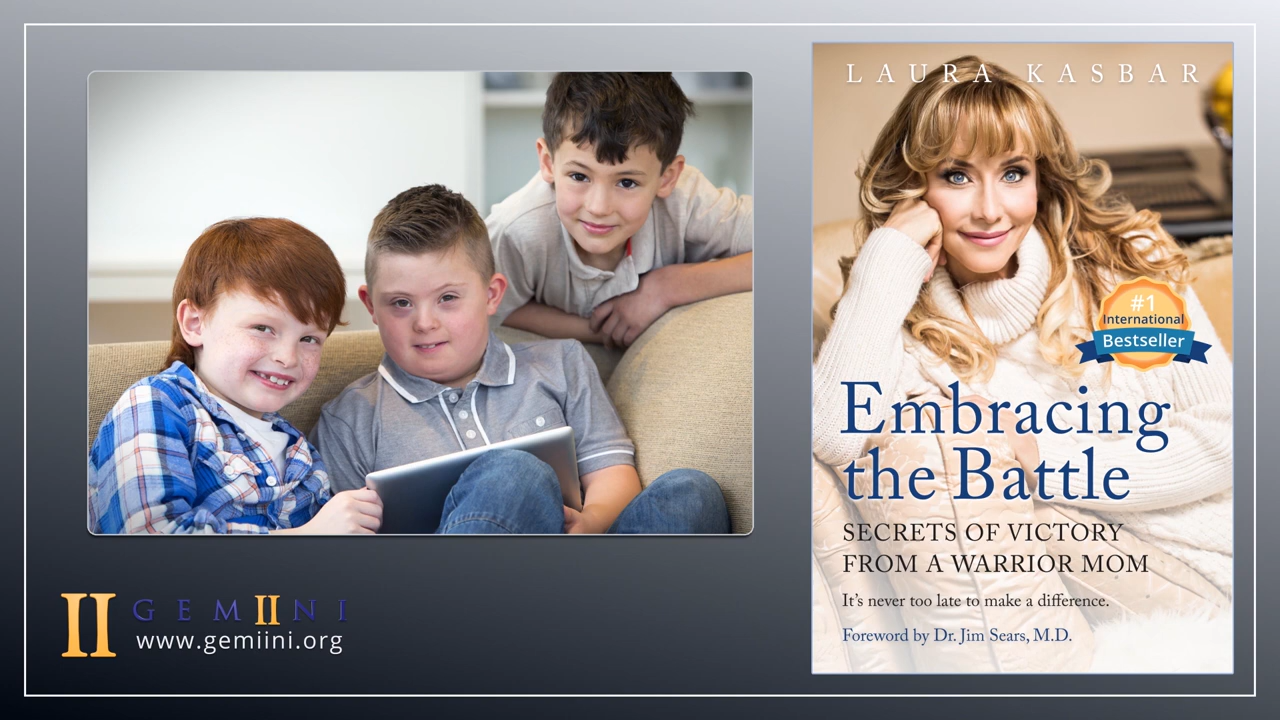 II GEMIINI
www.gemiini.org
LAURA KASBAR
#1
International
Bestseller
Embracing
the Battle
SECRETS OF VICTORY
FROM A WARRIOR MOM
It's never too late to make a difference.
Foreword by Dr. Jim Sears, M.D.